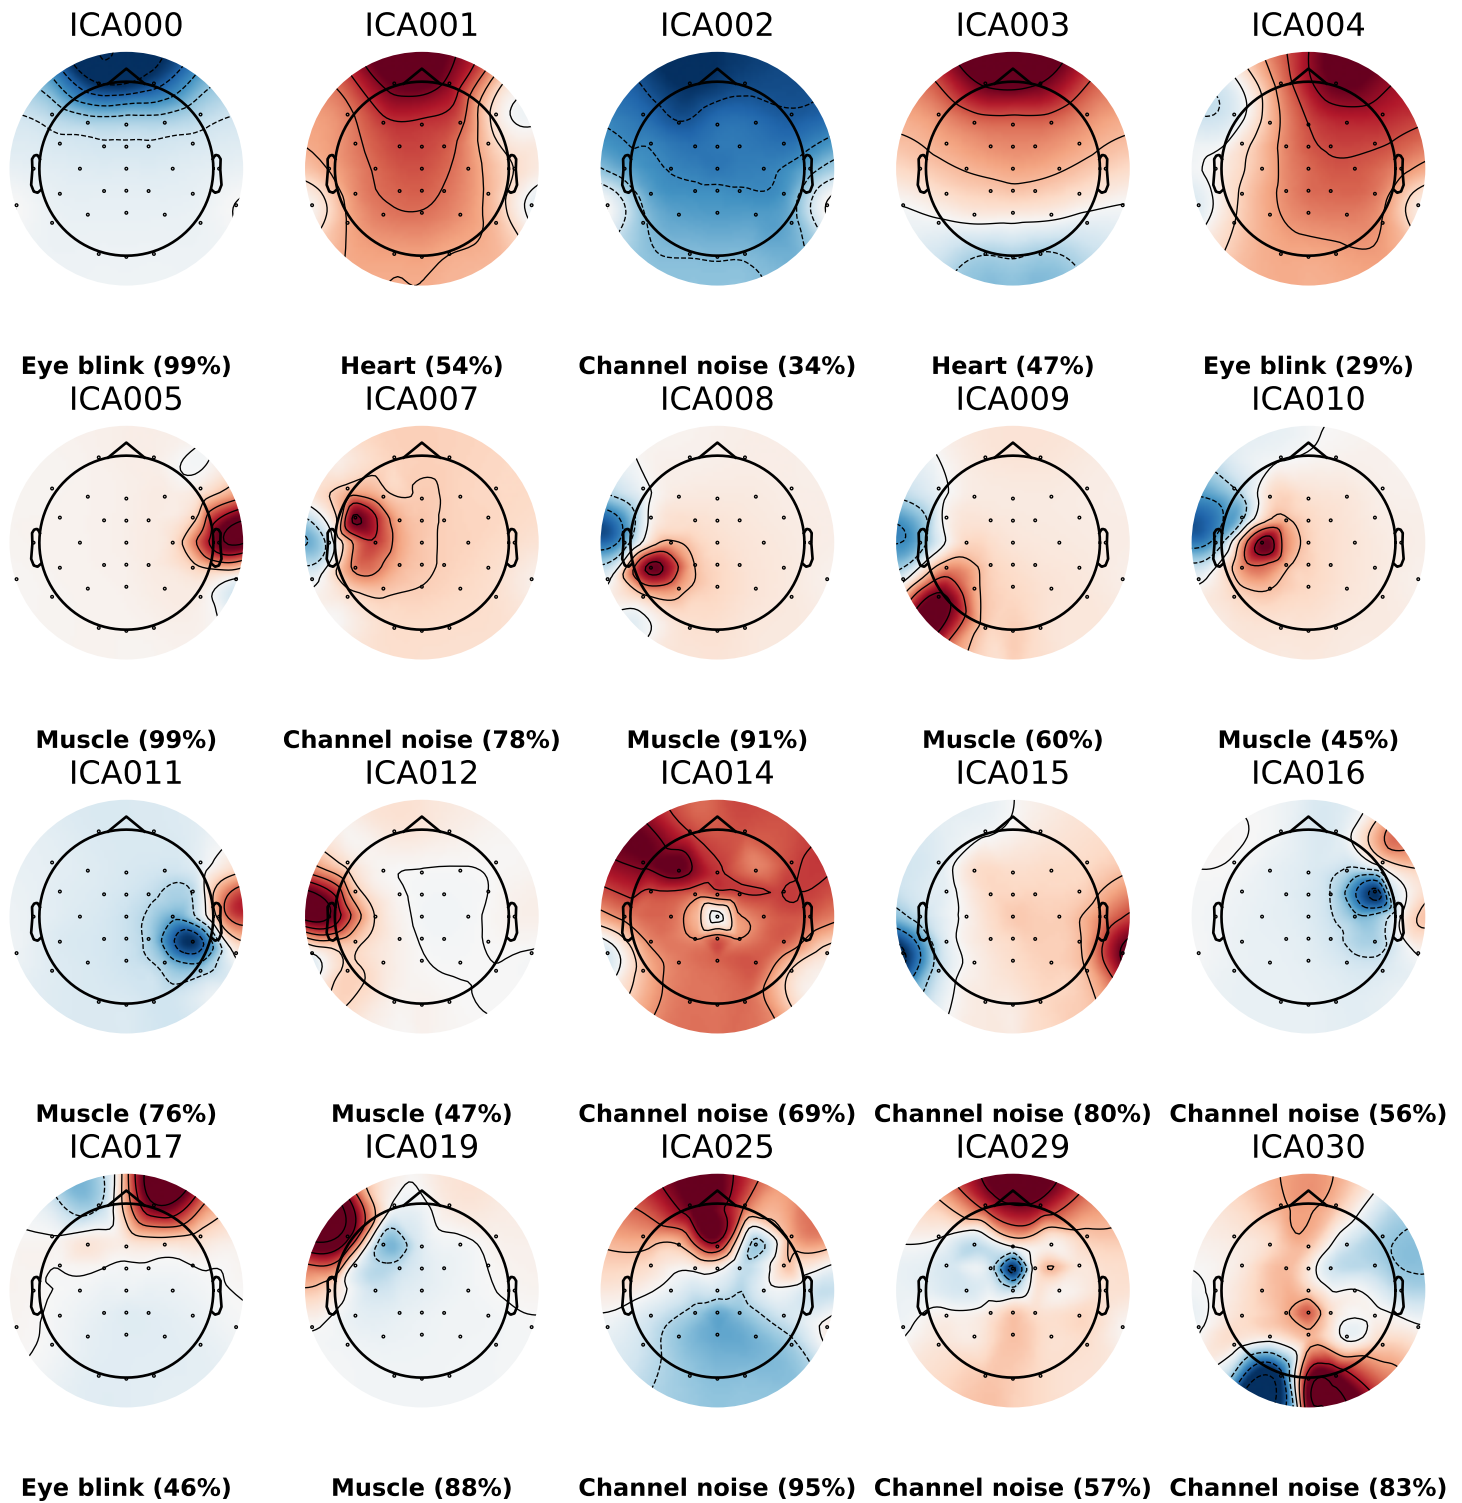 ICA000 ICA001 ICA002 ICA003 ICA004
Eye blink (99%) Heart (54%) Channel noise (34%) Heart (47%) Eye blink (29%)
ICA005 ICA007 ICA008 ICA009 ICA010
Muscle (99%) Channel noise (78%) Muscle (91%) Muscle (60%) Muscle (45%)
ICA011 ICA012 ICA014 ICA015 ICA016
Muscle (76%) Muscle (47%) Channel noise (69%) Channel noise (80%) Channel noise (56%)
ICA017 ICA019 ICA025 ICA029 ICA030
Eye blink (46%) Muscle (88%) Channel noise (95%) Channel noise (57%) Channel noise (83%)